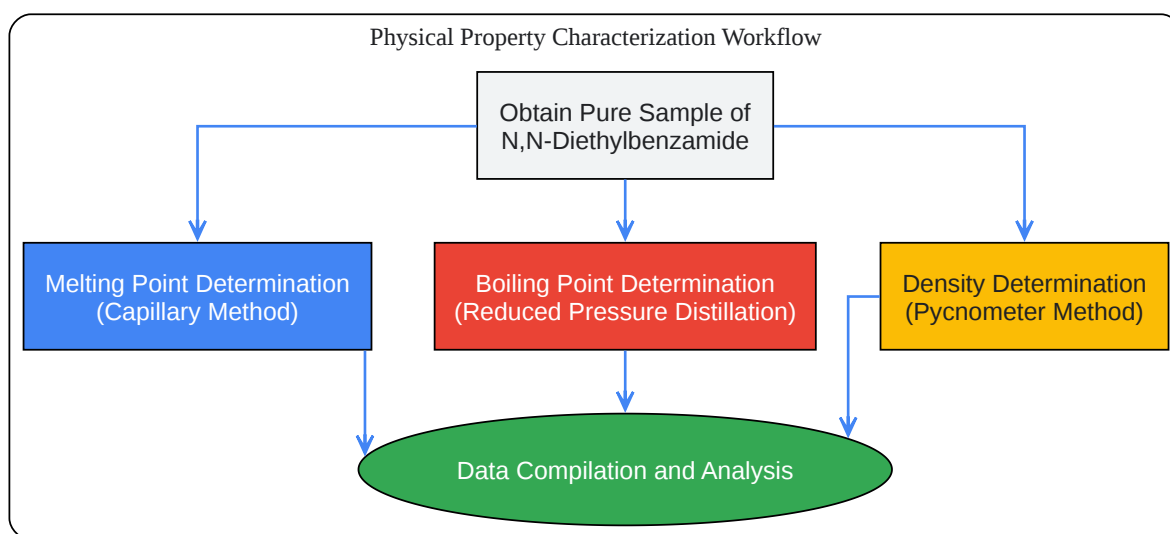 Physical Property Characterization Workflow
Obtain Pure Sample of
N,N-Diethylbenzamide
Melting Point Determination
(Capillary Method)
Boiling Point Determination
(Reduced Pressure Distillation)
Density Determination
(Pycnometer Method)
Data Compilation and Analysis